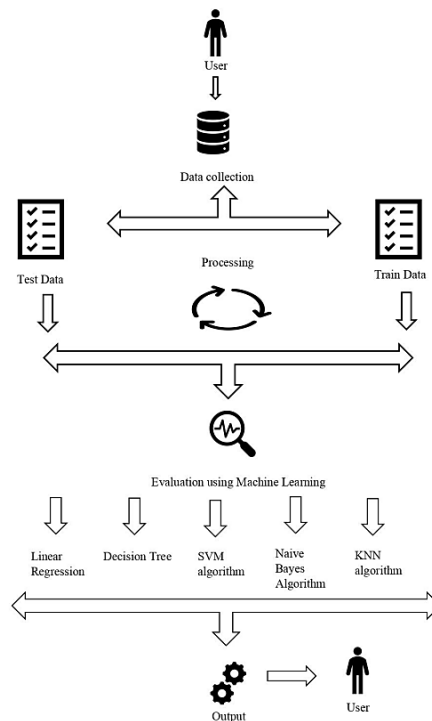 User
Data collection
Test Data
Processing
Train Data
Evaluation using Machine Learning
Linear
Regression
Decision Tree
SVM
algorithm
Naive
Bayes
Algorithm
KNN
algorithm
Output
User